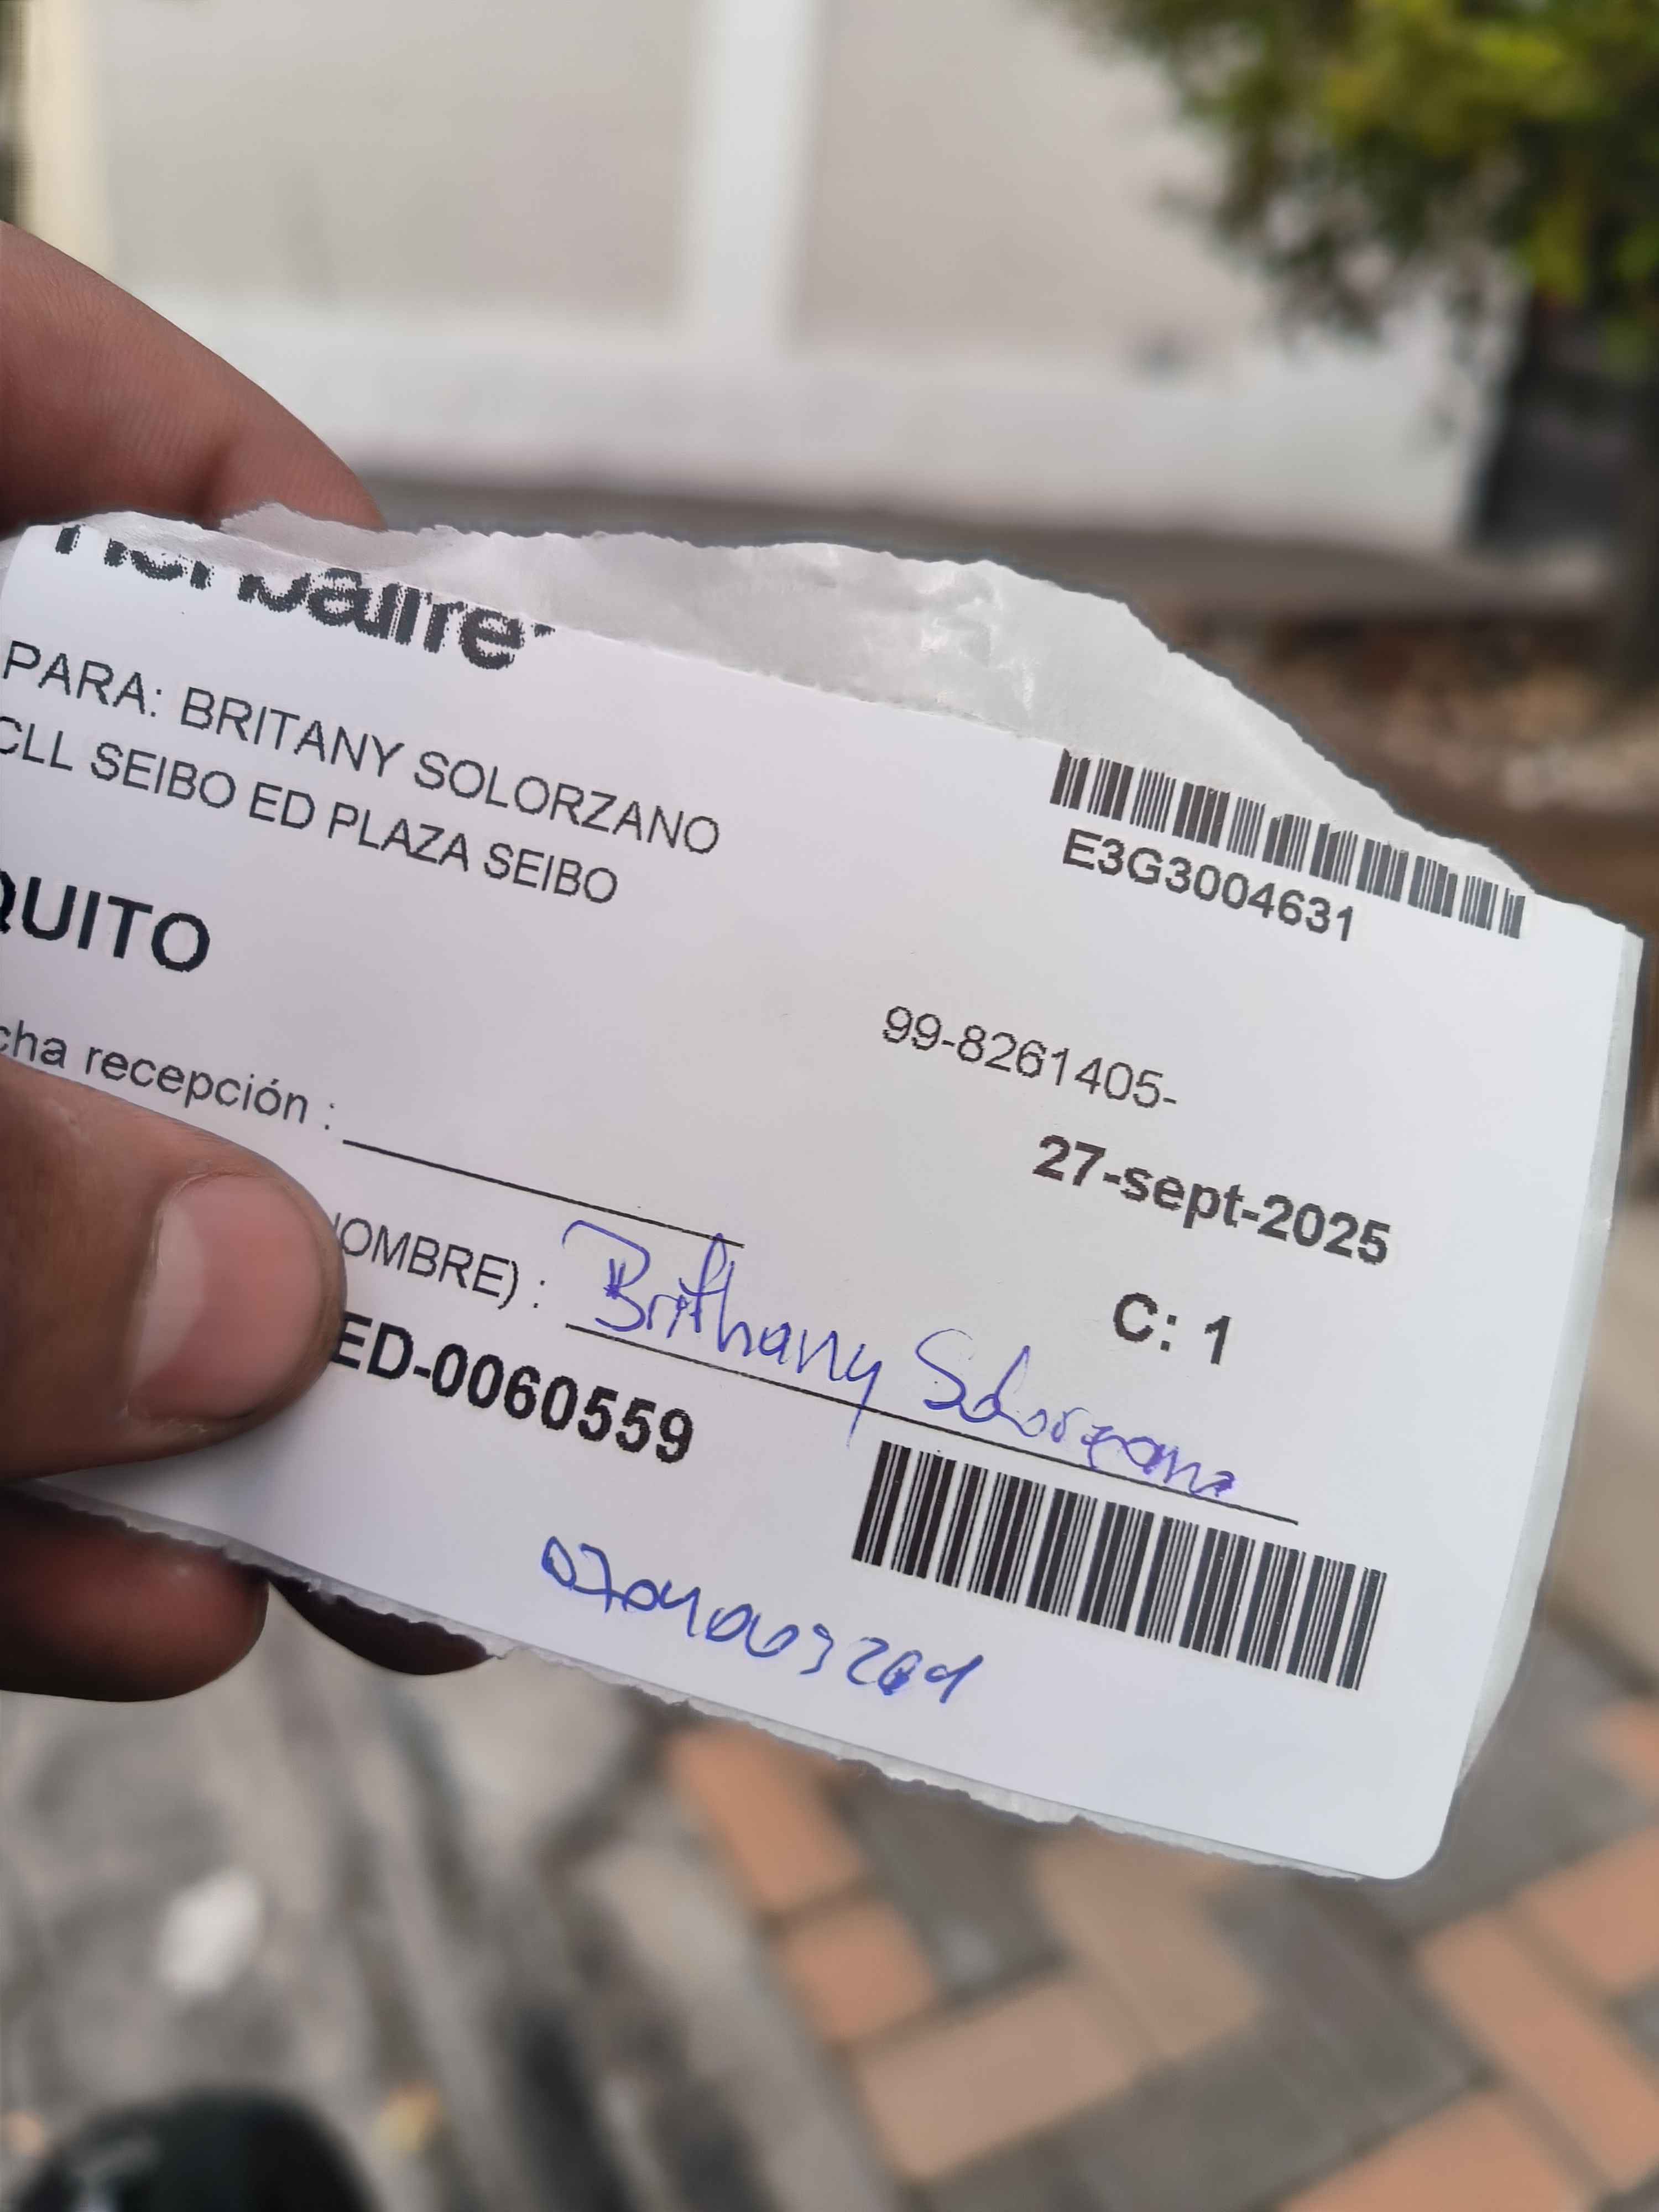 PARA: BRITANY SOLORZANO
CLL SEIBO ED PLAZA SEIBO
E3G3004631
QUITO
99-8261405-
cha recepción :
27-sept-2025
OMBRE) : Brithany Solorzano
C: 1
ED-0060559